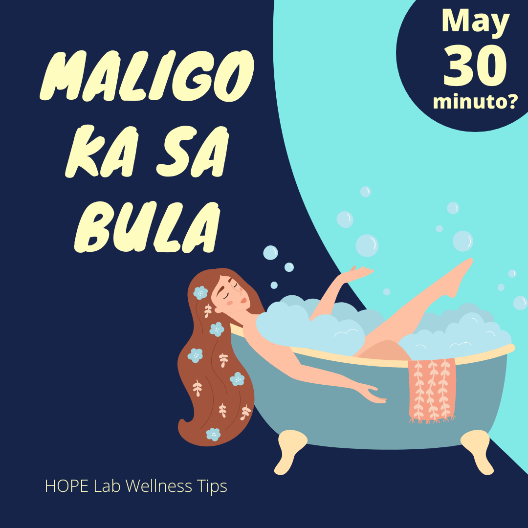 May
30
minuto?
MALIGO
KA SA
BULA
HOPE Lab Wellness Tips